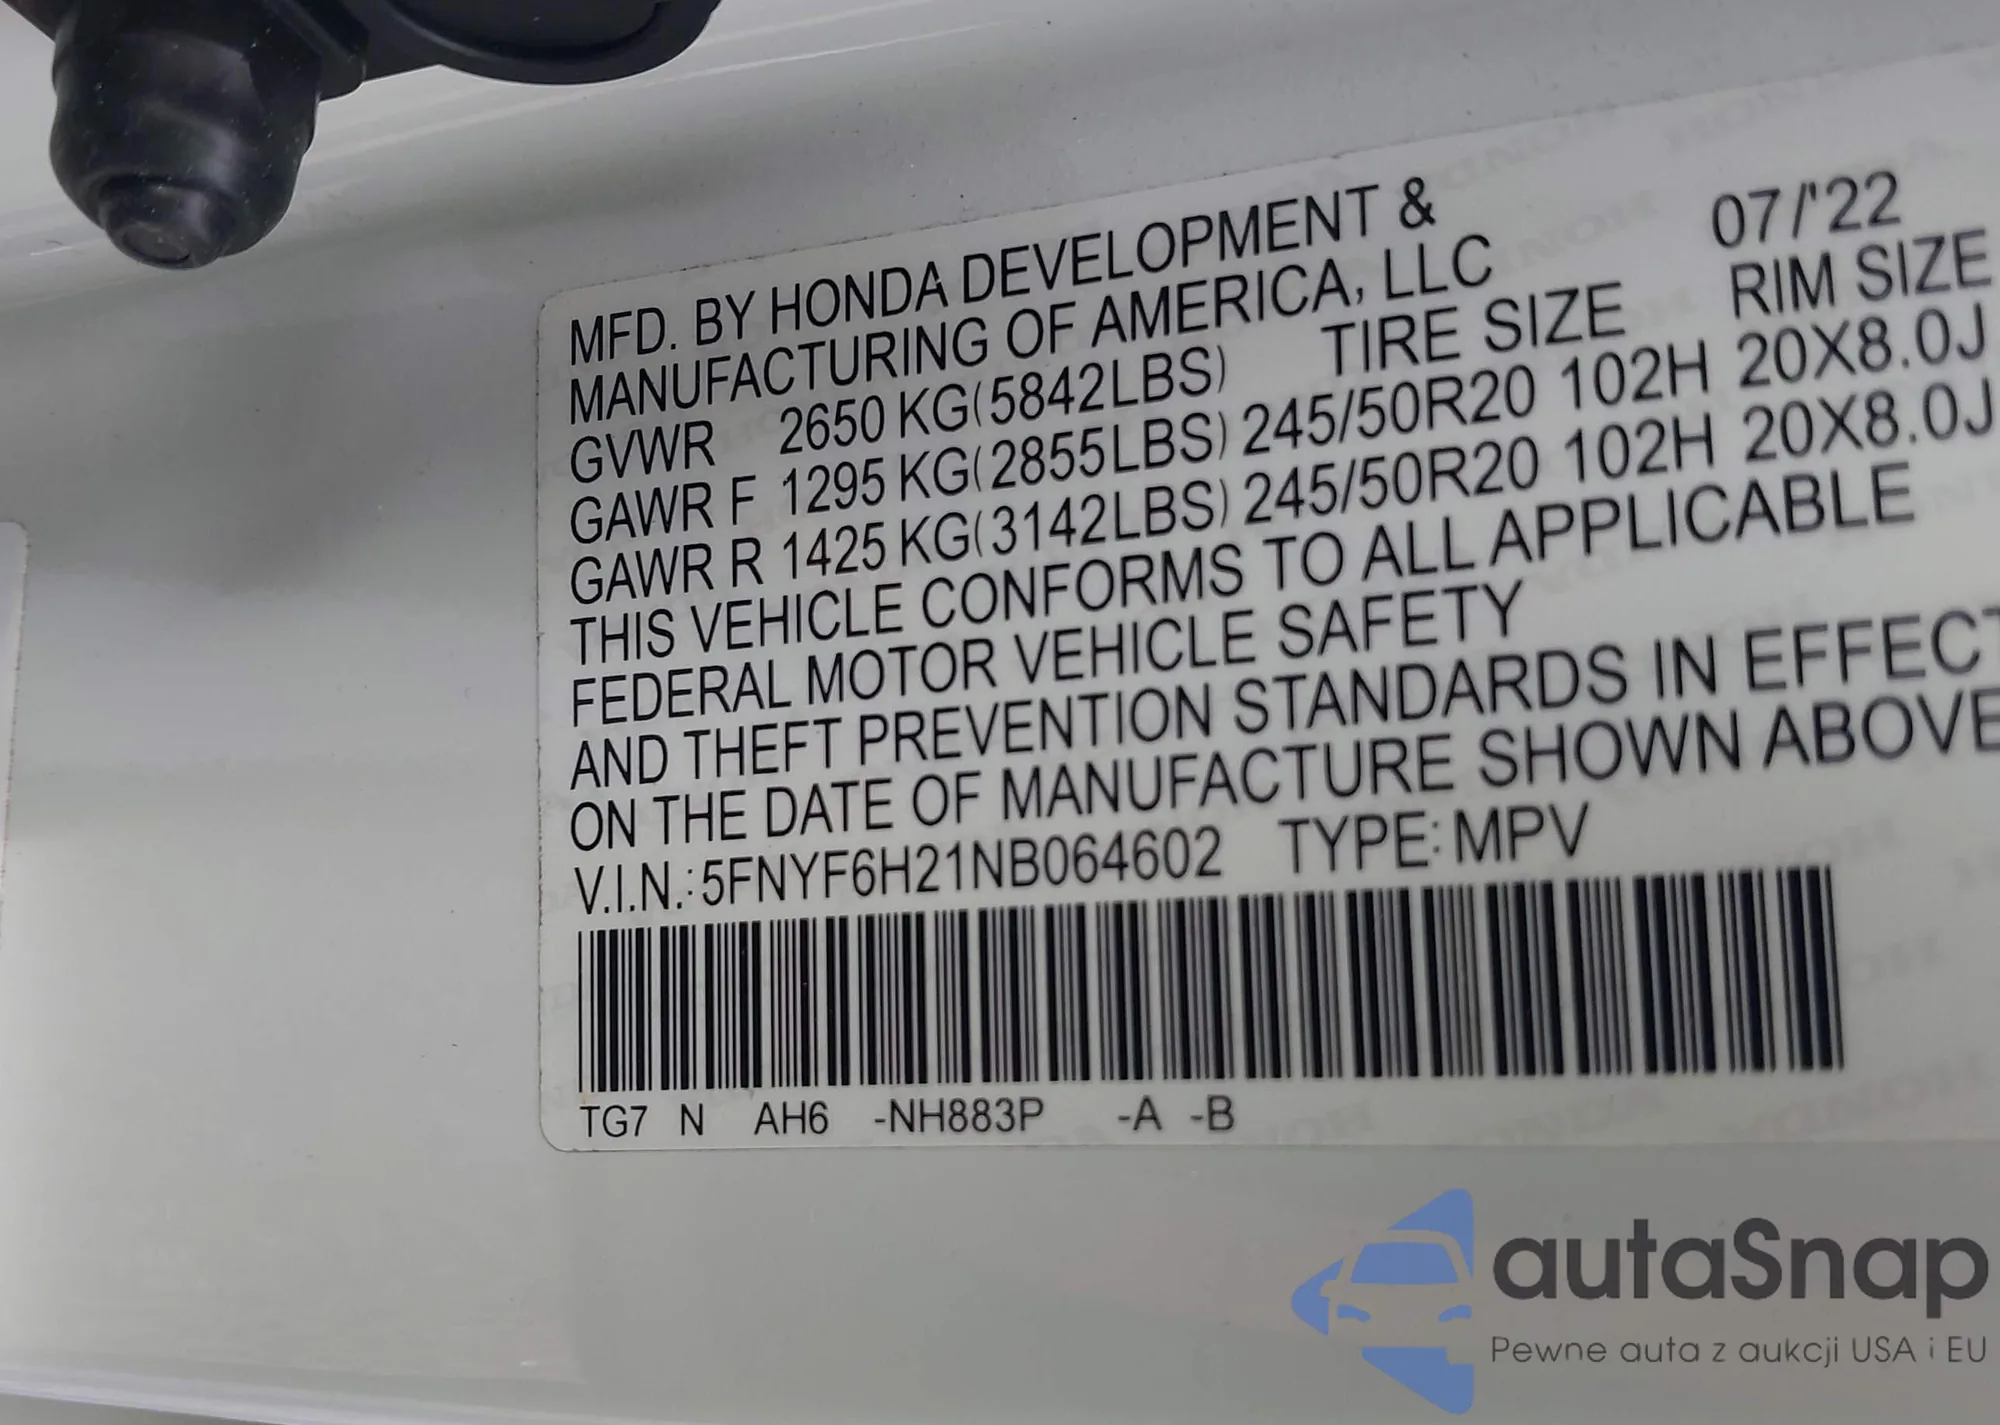 MFD. BY HONDA DEVELOPMENT & 07/'22
MANUFACTURING OF AMERICA, LLC
TIRE SIZE RIM SIZE
GVWR 2650 KG(5842LBS)
GAWR F 1295 KG(2855LBS) 245/50R20 102H 20X8.0J
GAWR R 1425 KG(3142LBS) 245/50R20 102H 20X8.0J
THIS VEHICLE CONFORMS TO ALL APPLICABLE
FEDERAL MOTOR VEHICLE SAFETY
AND THEFT PREVENTION STANDARDS IN EFFECT
ON THE DATE OF MANUFACTURE SHOWN ABOVE
V.I.N.:5FNYF6H21NB064602 TYPE:MPV
TG7 N AH6 -NH883P -A -B
autaSnap
Pewne auta z aukcji USA i EU